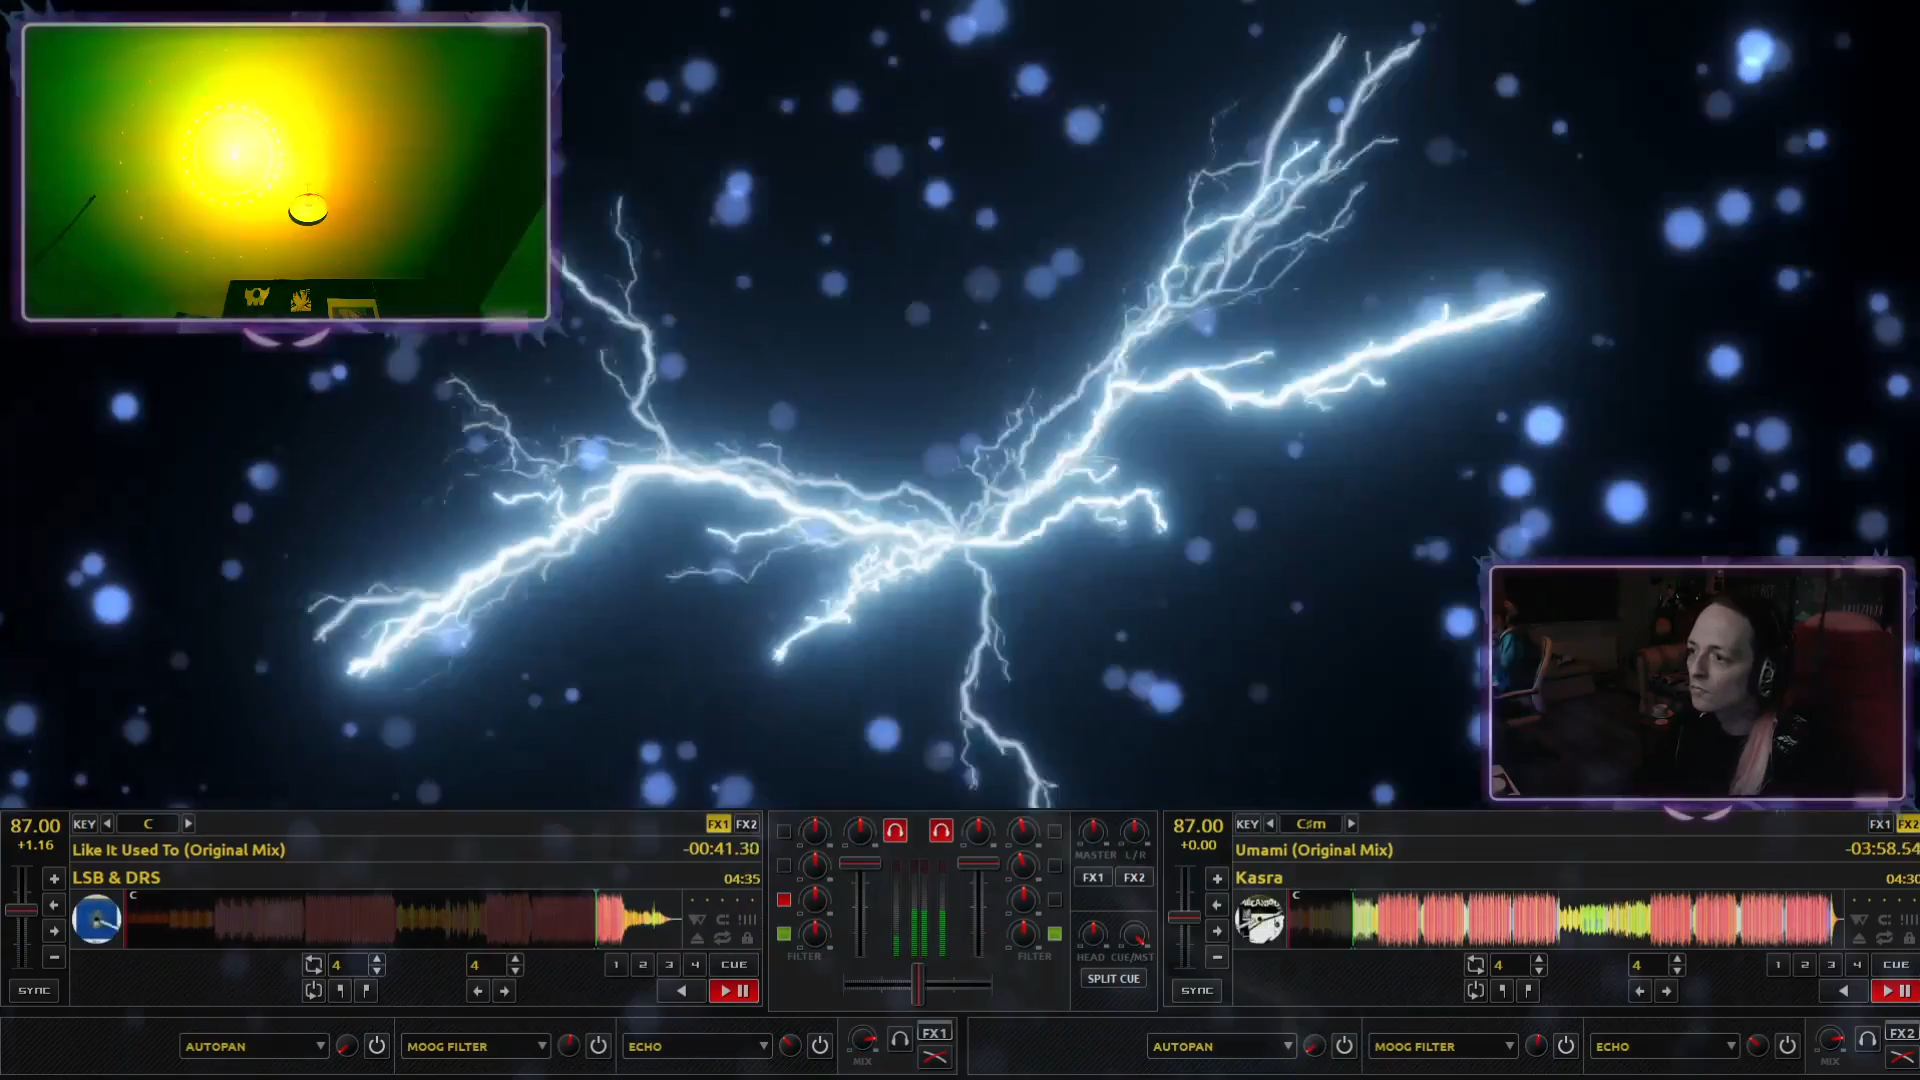 87.00
+1.16
KEY
C
FX1 FX2
Like It Used To (Original Mix)
-00:41.30
LSB & DRS
04:35
C
4
4
1 2 3 4 CUE
SYNC
FILTER
FILTER
MASTER L/R
FX1 FX2
HEAD CUE/MST
SPLIT CUE
87.00
+0.00
KEY
C#m
FX1 FX2
Umami (Original Mix)
-03:58.54
Kasra
04:30
C
4
4
1 2 3 4 CUE
SYNC
AUTOPAN
MOOG FILTER
ECHO
MIX
FX1
AUTOPAN
MOOG FILTER
ECHO
MIX
FX2